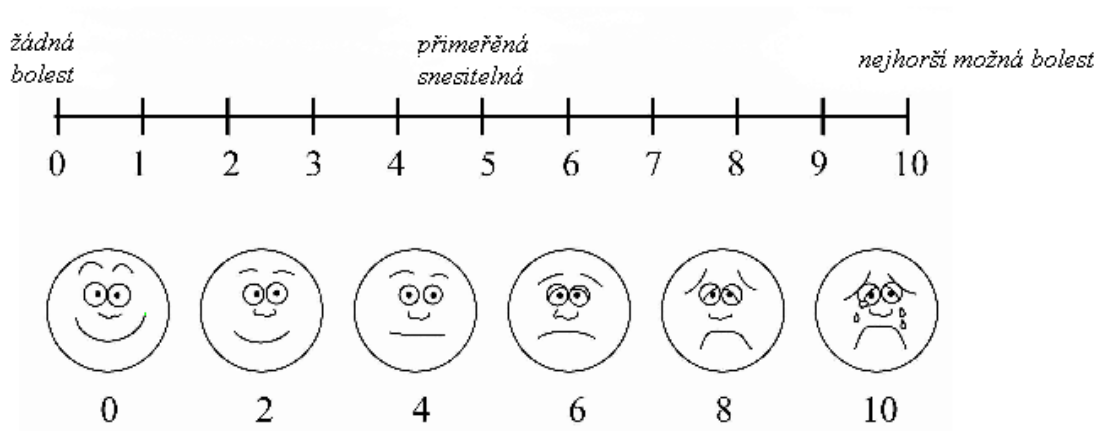 žádná
bolest
přimeřěná
snesitelná
nejhorší možná bolest
0 1 2 3 4 5 6 7 8 9 10
0 2 4 6 8 10